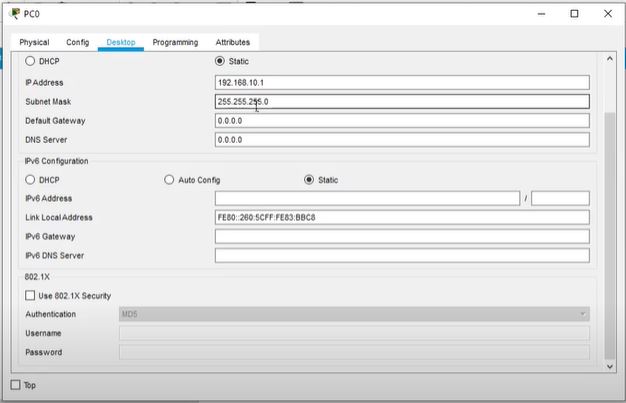 PC0
Physical Config Desktop Programming Attributes
DHCP Static
IP Address 192.168.10.1
Subnet Mask 255.255.255.0
Default Gateway 0.0.0.0
DNS Server 0.0.0.0
IPv6 Configuration
DHCP Auto Config Static
IPv6 Address /
Link Local Address FE80::260:5CFF:FE83:BBC8
IPv6 Gateway
IPv6 DNS Server
802.1X
Use 802.1X Security
Authentication MD5
Username
Password
Top